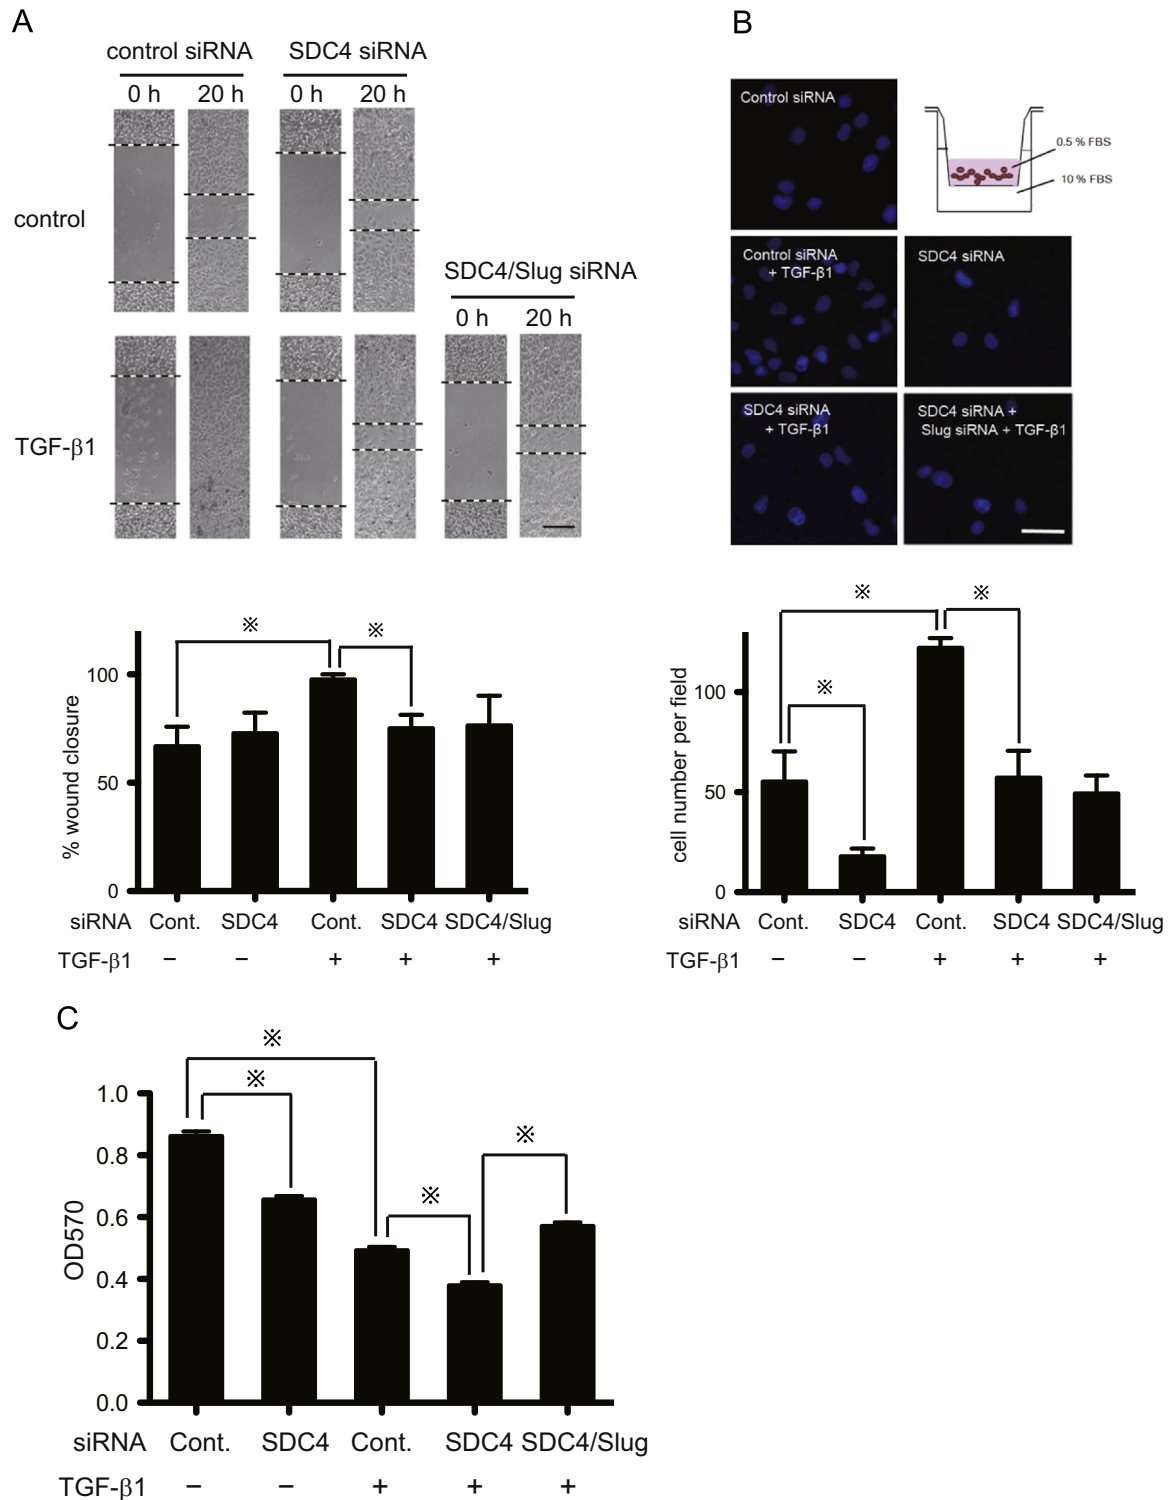 A
control siRNA SDC4 siRNA
0 h 20 h 0 h 20 h
control
SDC4/Slug siRNA
0 h 20 h
TGF-β1
※ ※
100
50
0
% wound closure
siRNA Cont. SDC4 Cont. SDC4 SDC4/Slug
TGF-β1 − − + + +
B
Control siRNA
0.5 % FBS
10 % FBS
Control siRNA
+ TGF-β1
SDC4 siRNA
SDC4 siRNA
+ TGF-β1
SDC4 siRNA +
Slug siRNA + TGF-β1
※ ※
※
100
50
0
cell number per field
siRNA Cont. SDC4 Cont. SDC4 SDC4/Slug
TGF-β1 − − + + +
C
※
※
※
※
1.0
0.8
0.6
0.4
0.2
0.0
OD570
siRNA Cont. SDC4 Cont. SDC4 SDC4/Slug
TGF-β1 − − + + +